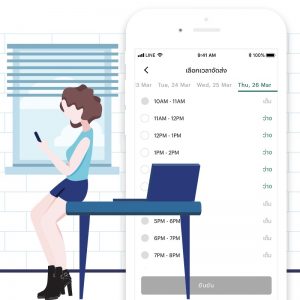 LINE 9:41 AM 100%
เลือกเวลาจัดส่ง
3 Mar Tue, 24 Mar Wed, 25 Mar Thu, 26 Mar
10AM - 11AM เต็ม
11AM - 12PM ว่าง
12PM - 1PM ว่าง
1PM - 2PM ว่าง
ว่าง
ว่าง
ว่าง
5PM - 6PM เต็ม
6PM - 7PM เต็ม
7PM - 8PM เต็ม
ยืนยัน